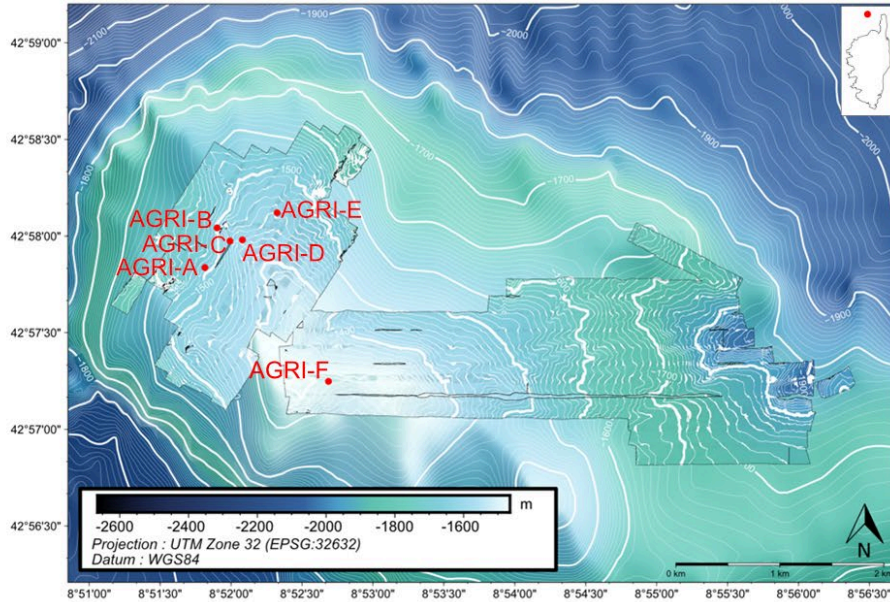 42°59'00"
42°58'30"
42°58'00"
42°57'30"
42°57'00"
42°56'30"
-2100
-1900
-1900
-2000
-1800
-1700
-1500
-1700
AGRI-B
AGRI-E
AGRI-C
AGRI-D
AGRI-A
1500
-1900
-1800
AGRI-F
-1700
-1600
-2600 -2400 -2200 -2000 -1800 -1600 m
Projection : UTM Zone 32 (EPSG:32632)
Datum : WGS84
N
0 km 1 km 2 km
8°51'00" 8°51'30" 8°52'00" 8°52'30" 8°53'00" 8°53'30" 8°54'00" 8°54'30" 8°55'00" 8°55'30" 8°56'00" 8°56'30"